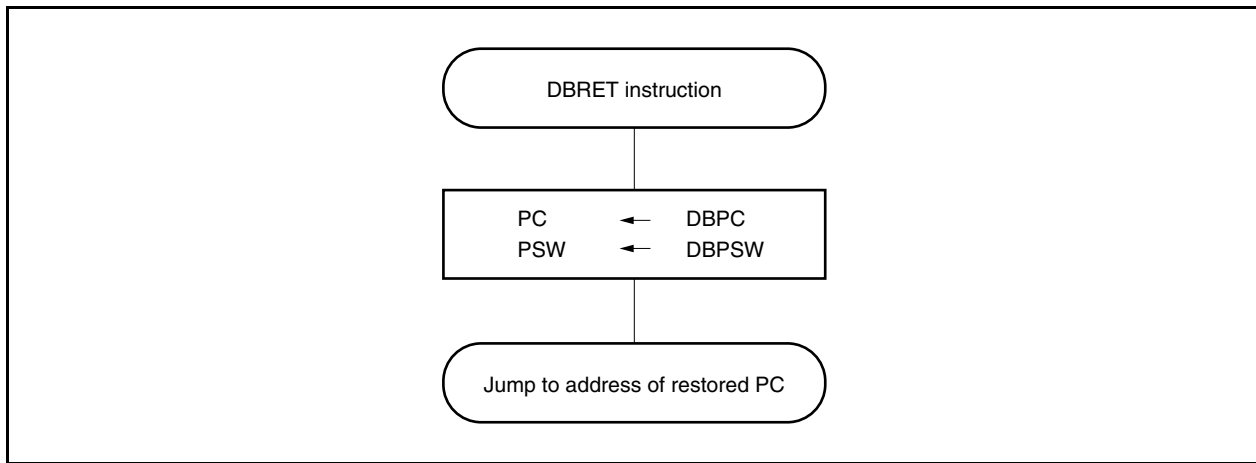 DBRET instruction
PC ← DBPC
PSW ← DBPSW
Jump to address of restored PC